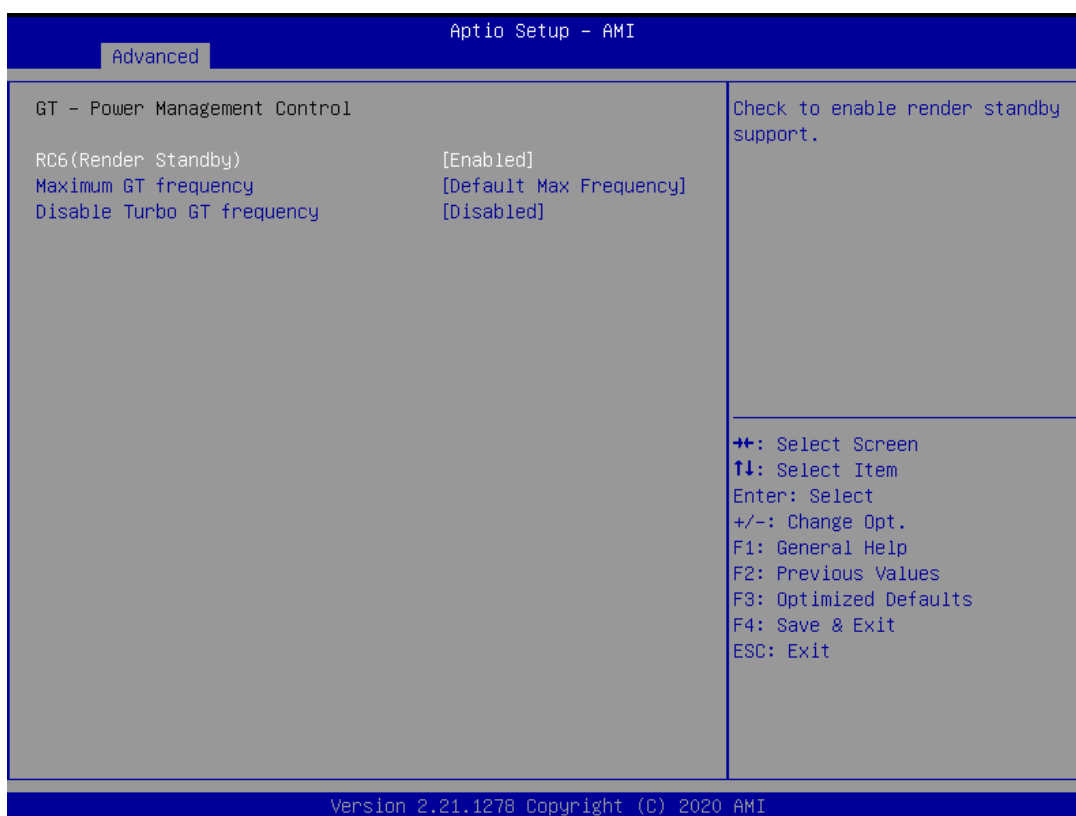 Aptio Setup – AMI
Advanced
GT – Power Management Control
RC6(Render Standby) [Enabled]
Maximum GT frequency [Default Max Frequency]
Disable Turbo GT frequency [Disabled]
Check to enable render standby
support.
→←: Select Screen
↑↓: Select Item
Enter: Select
+/-: Change Opt.
F1: General Help
F2: Previous Values
F3: Optimized Defaults
F4: Save & Exit
ESC: Exit
Version 2.21.1278 Copyright (C) 2020 AMI